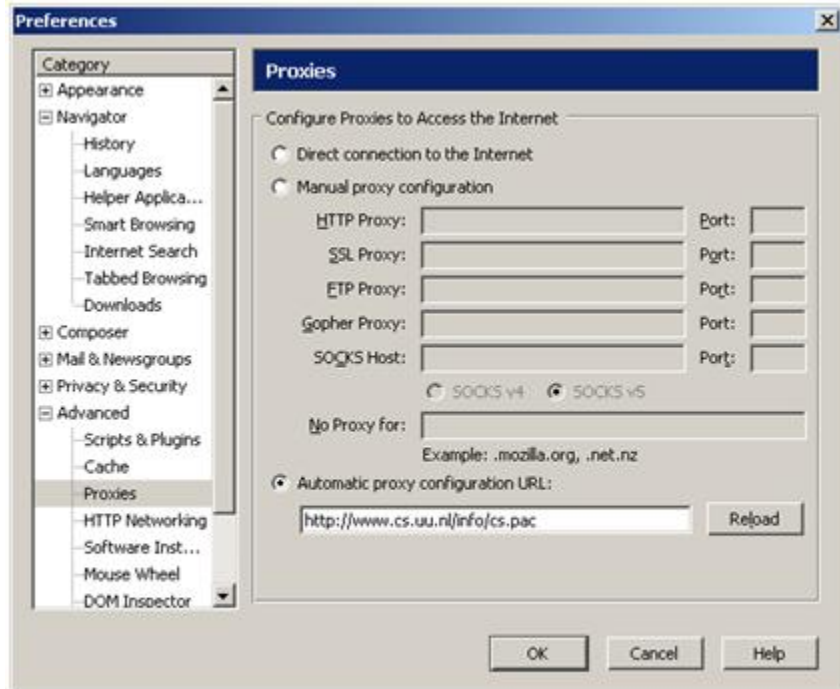 Preferences
Category
Appearance
Navigator
History
Languages
Helper Applica...
Smart Browsing
Internet Search
Tabbed Browsing
Downloads
Composer
Mail & Newsgroups
Privacy & Security
Advanced
Scripts & Plugins
Cache
Proxies
HTTP Networking
Software Inst...
Mouse Wheel
DOM Inspector
Proxies
Configure Proxies to Access the Internet
Direct connection to the Internet
Manual proxy configuration
HTTP Proxy: Port:
SSL Proxy: Port:
FTP Proxy: Port:
Gopher Proxy: Port:
SOCKS Host: Port:
SOCKS v4 SOCKS v5
No Proxy for:
Example: .mozilla.org, .net.nz
Automatic proxy configuration URL:
http://www.cs.uu.nl/info/cs.pac Reload
OK Cancel Help